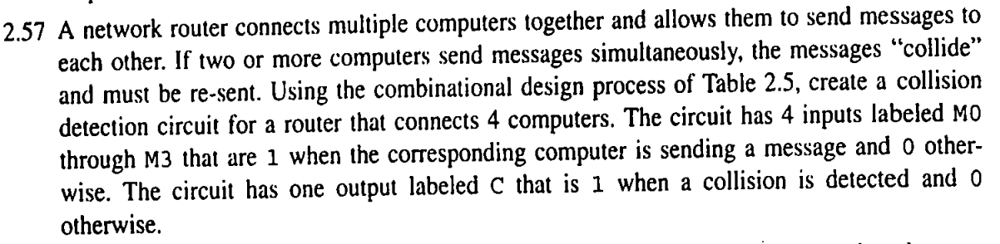 2.57 A network router connects multiple computers together and allows them to send messages to
each other. If two or more computers send messages simultaneously, the messages “collide”
and must be re-sent. Using the combinational design process of Table 2.5, create a collision
detection circuit for a router that connects 4 computers. The circuit has 4 inputs labeled M0
through M3 that are 1 when the corresponding computer is sending a message and 0 other-
wise. The circuit has one output labeled C that is 1 when a collision is detected and 0
otherwise.